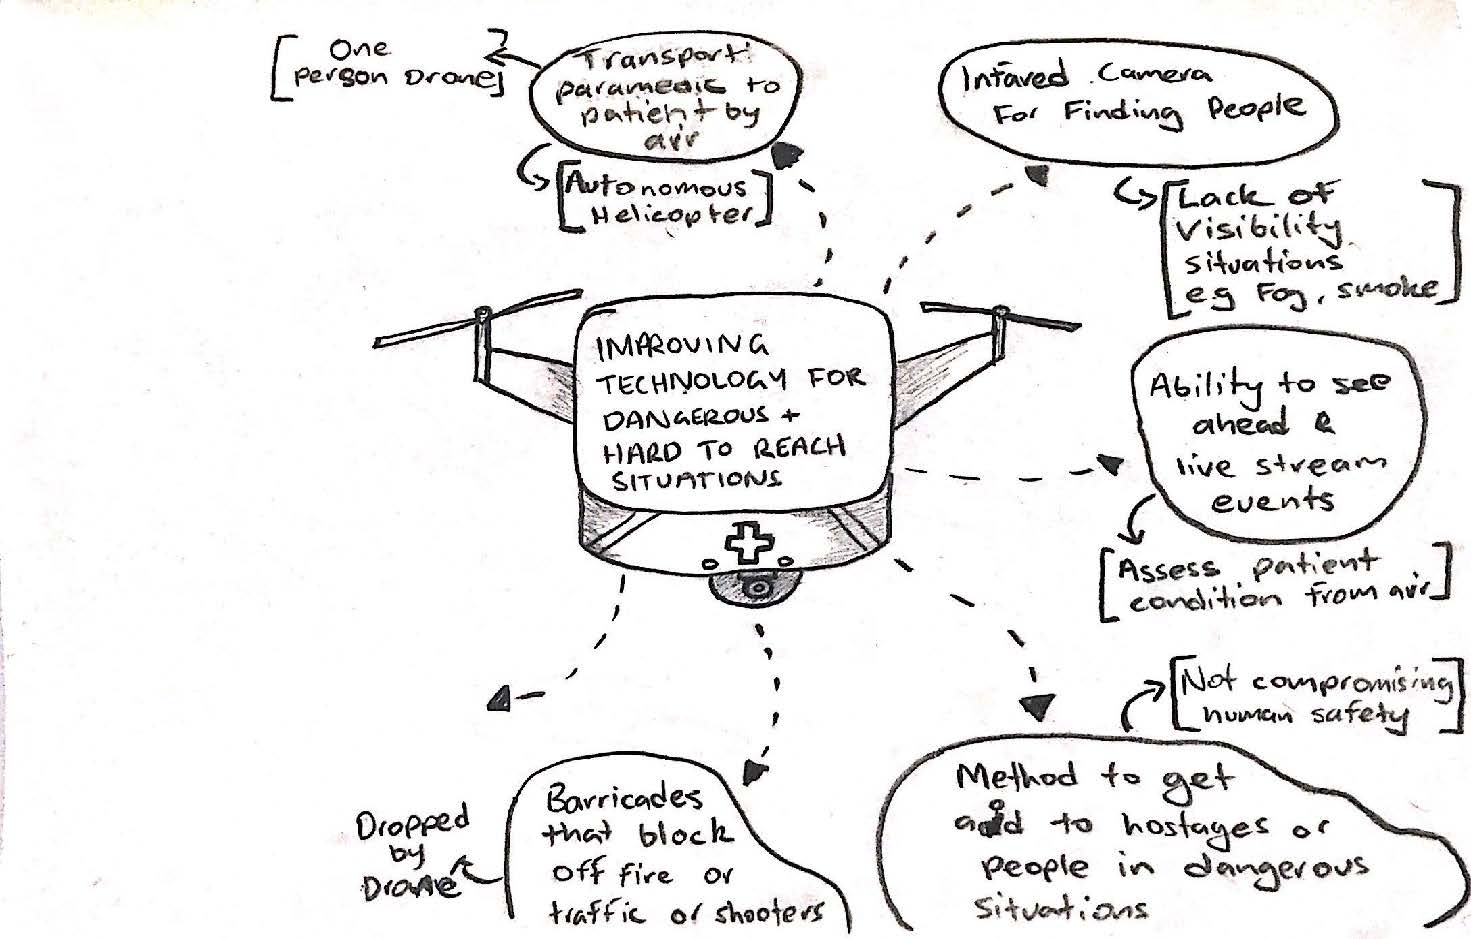 One
Person Drone
Transport
paramedic to
patient by
air
Autonomous
Helicopter
Infared Camera
For Finding People
Lack of
visibility
situations
e.g Fog, smoke
IMPROVING
TECHNOLOGY FOR
DANGEROUS +
HARD TO REACH
SITUATIONS
Ability to see
ahead &
live stream
events
Assess patient
condition from air
Not compromising
human safety
Method to get
aid to hostages or
people in dangerous
situations
Barricades
that block
off fire or
traffic or shooters
Dropped
by
Drone